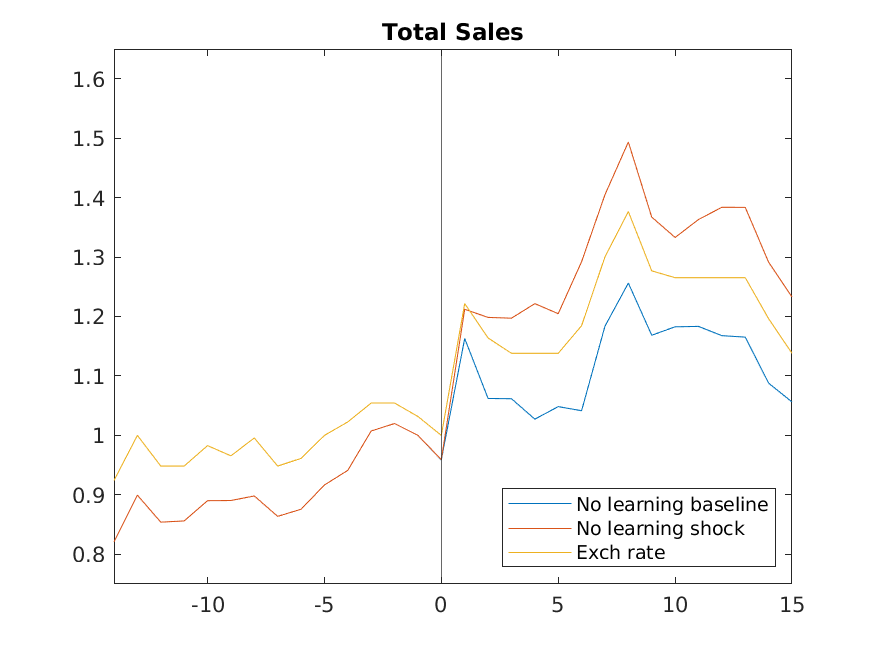 Total Sales
1.6
1.5
1.4
1.3
1.2
1.1
1
0.9
0.8
No learning baseline
No learning shock
Exch rate
-10 -5 0 5 10 15